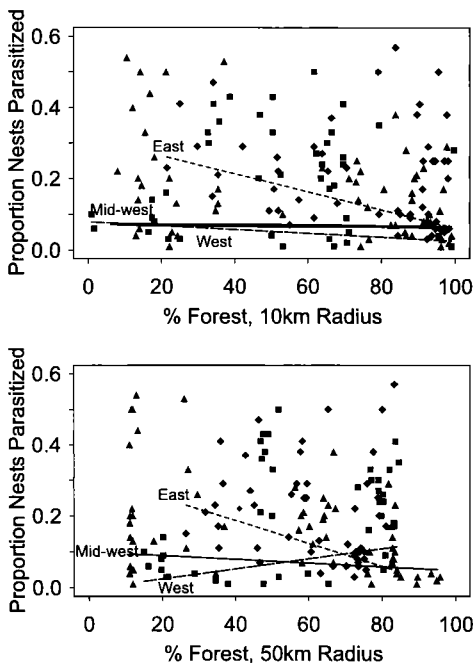 Proportion Nests Parasitized
0.6
0.4
0.2
0.0
East
Mid-west
West
0 20 40 60 80 100
% Forest, 10km Radius
Proportion Nests Parasitized
0.6
0.4
0.2
0.0
East
Mid-west
West
0 20 40 60 80 100
% Forest, 50km Radius